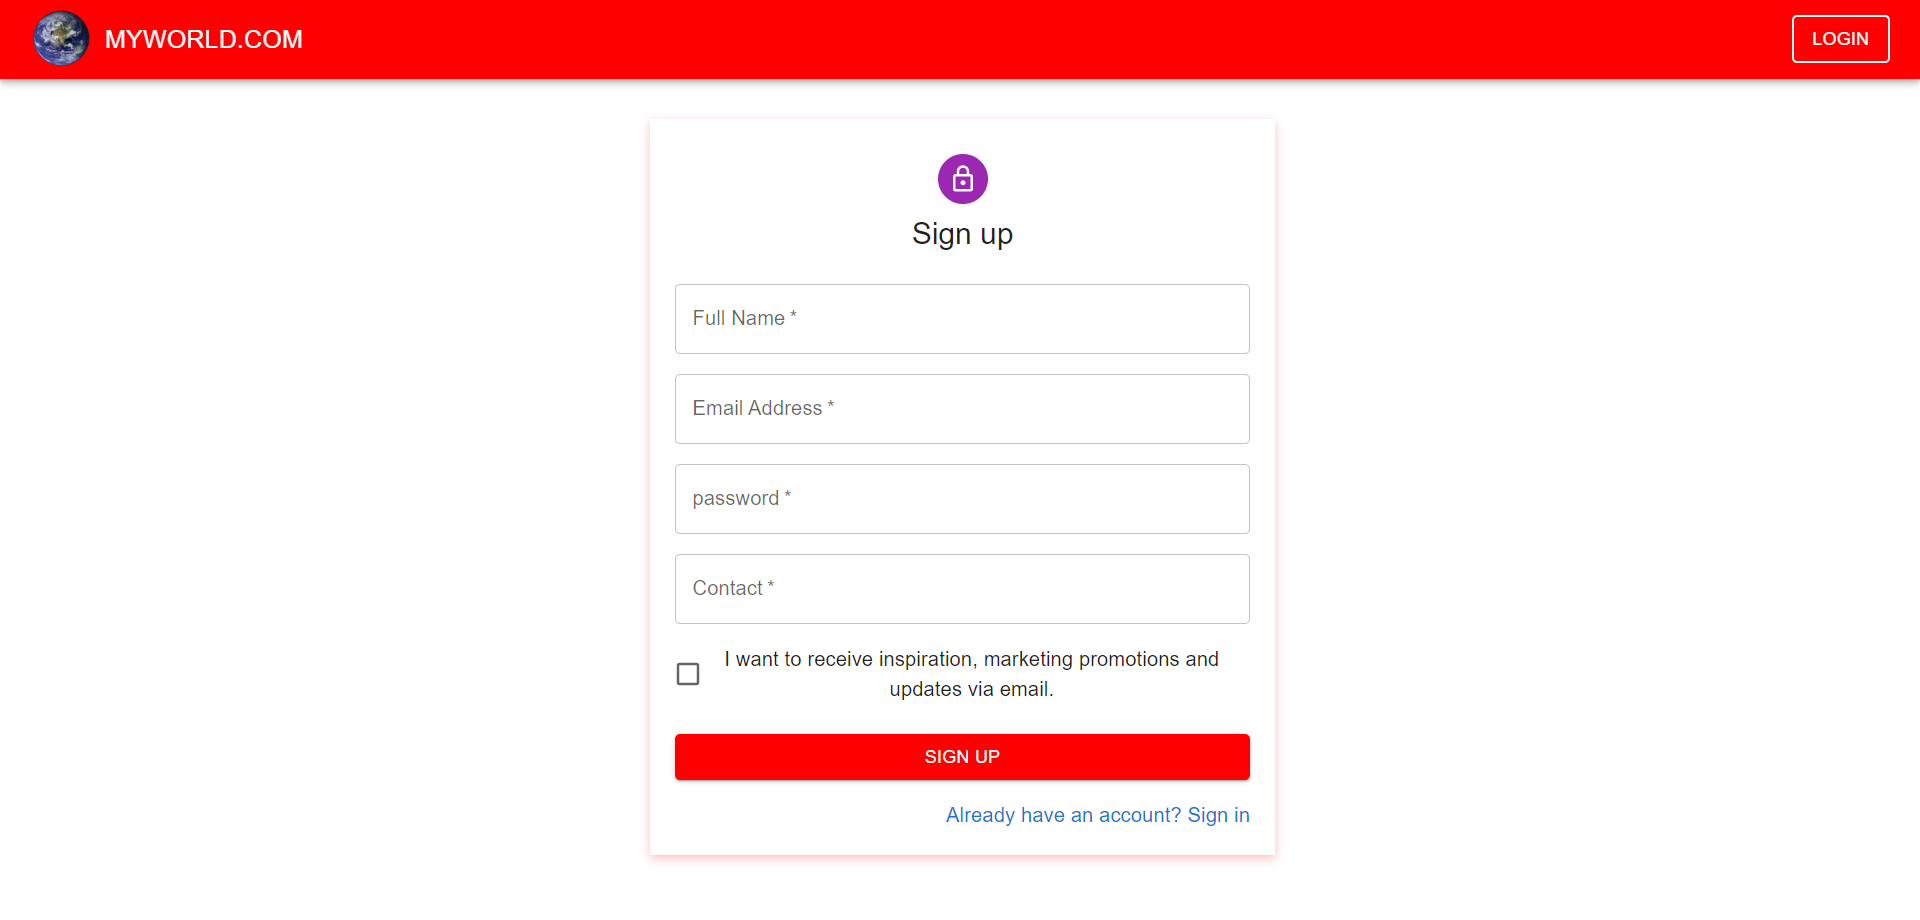 MYWORLD.COM
LOGIN
Sign up
Full Name *
Email Address *
password *
Contact *
I want to receive inspiration, marketing promotions and
updates via email.
SIGN UP
Already have an account? Sign in